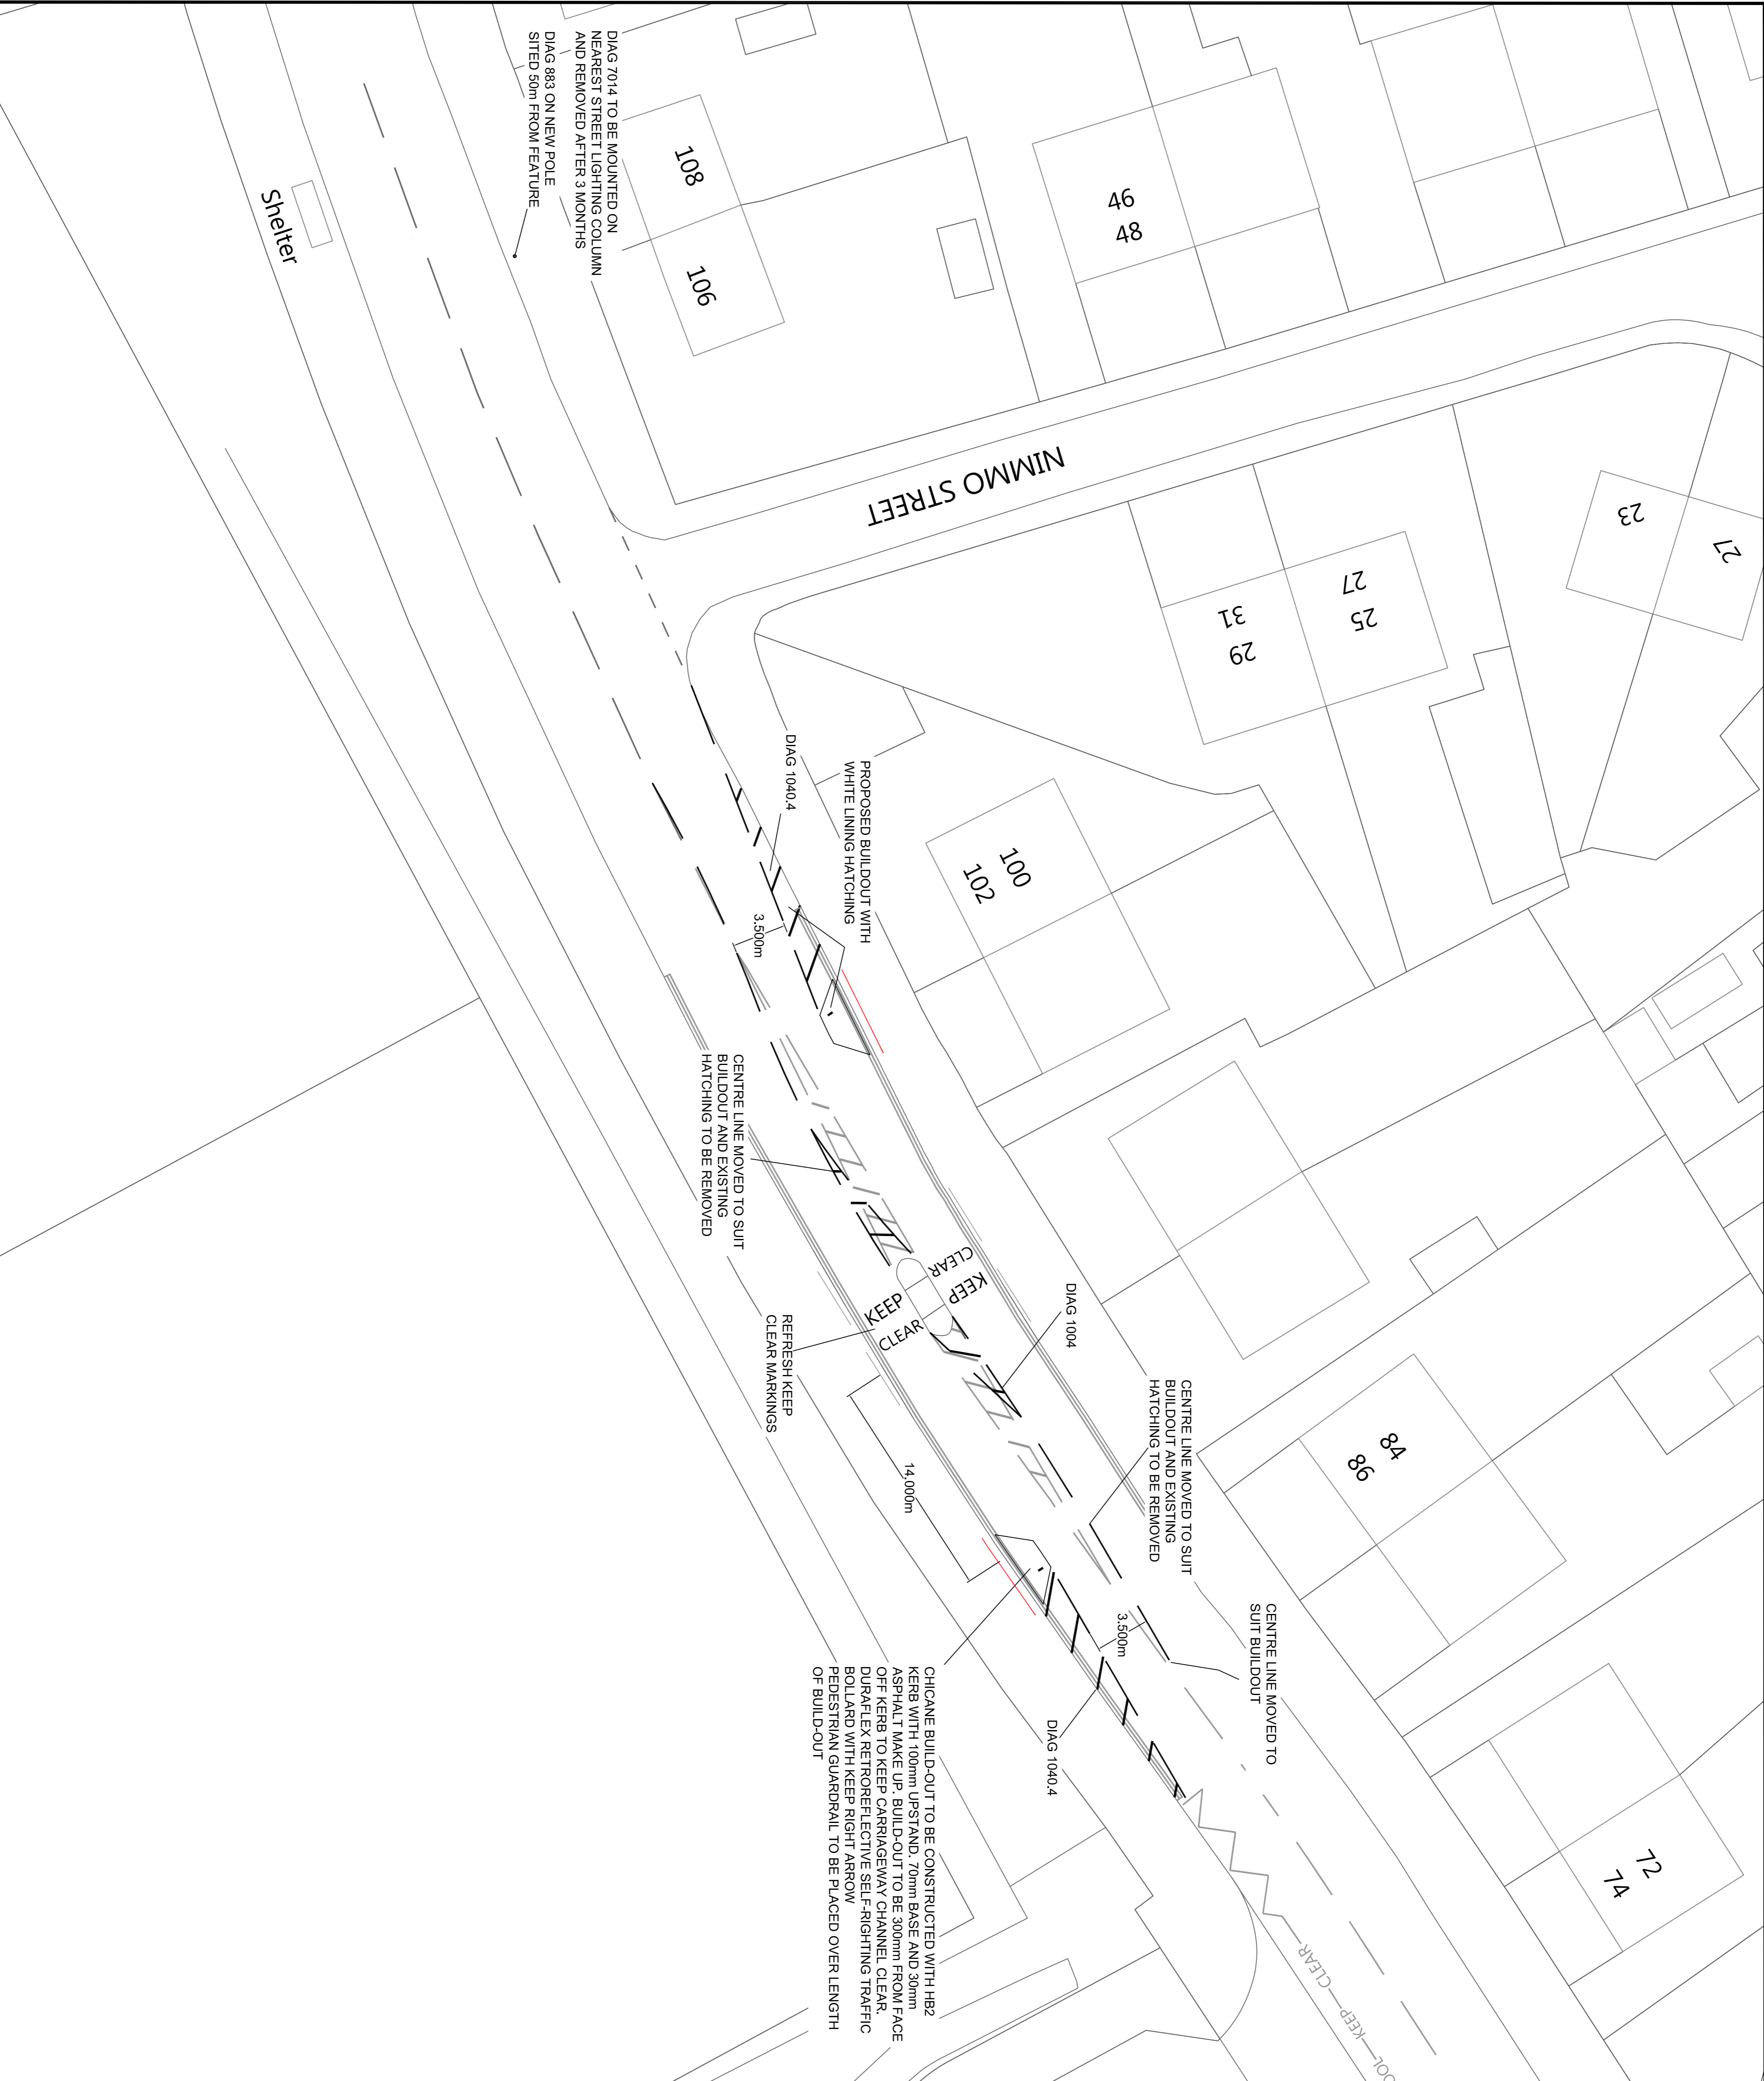 DIAG 7014 TO BE MOUNTED ON
NEAREST STREET LIGHTING COLUMN
AND REMOVED AFTER 3 MONTHS
DIAG 883 ON NEW POLE
SITED 50m FROM FEATURE
Shelter
108
106
46
48
NIMMO STREET
23
27
27
25
31
29
DIAG 1040.4
PROPOSED BUILDOUT WITH
WHITE LINING HATCHING
100
102
3.500m
CENTRE LINE MOVED TO SUIT
BUILDOUT AND EXISTING
HATCHING TO BE REMOVED
KEEP
CLEAR
KEEP
CLEAR
DIAG 1004
REFRESH KEEP
CLEAR MARKINGS
CENTRE LINE MOVED TO SUIT
BUILDOUT AND EXISTING
HATCHING TO BE REMOVED
84
86
14.000m
3.500m
CENTRE LINE MOVED TO
SUIT BUILDOUT
DIAG 1040.4
CHICANE BUILD-OUT TO BE CONSTRUCTED WITH HB2
KERB WITH 100mm UPSTAND. 70mm BASE AND 30mm
ASPHALT MAKE UP. BUILD-OUT TO BE 300mm FROM FACE
OFF KERB TO KEEP CARRIAGEWAY CHANNEL CLEAR.
DURAFLEX RETROREFLECTIVE SELF-RIGHTING TRAFFIC
BOLLARD WITH KEEP RIGHT ARROW
PEDESTRIAN GUARDRAIL TO BE PLACED OVER LENGTH
OF BUILD-OUT
72
74
CLEAR KEEP OOL